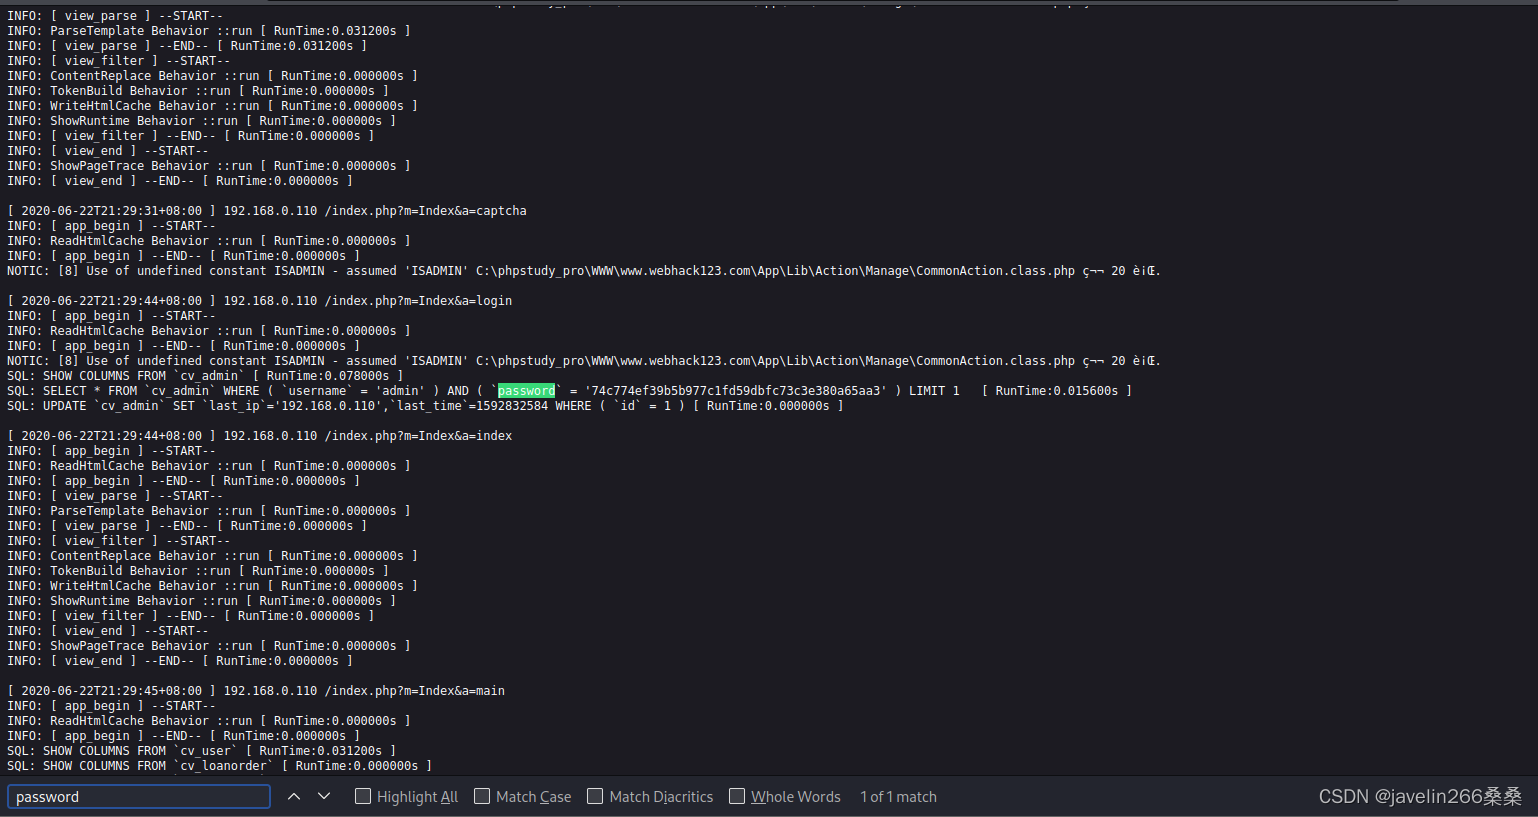 INFO: [ view_parse ] --START--
INFO: ParseTemplate Behavior ::run [ RunTime:0.031200s ]
INFO: [ view_parse ] --END-- [ RunTime:0.031200s ]
INFO: [ view_filter ] --START--
INFO: ContentReplace Behavior ::run [ RunTime:0.000000s ]
INFO: TokenBuild Behavior ::run [ RunTime:0.000000s ]
INFO: WriteHtmlCache Behavior ::run [ RunTime:0.000000s ]
INFO: ShowRuntime Behavior ::run [ RunTime:0.000000s ]
INFO: [ view_filter ] --END-- [ RunTime:0.000000s ]
INFO: [ view_end ] --START--
INFO: ShowPageTrace Behavior ::run [ RunTime:0.000000s ]
INFO: [ view_end ] --END-- [ RunTime:0.000000s ]
[ 2020-06-22T21:29:31+08:00 ] 192.168.0.110 /index.php?m=Index&a=captcha
INFO: [ app_begin ] --START--
INFO: ReadHtmlCache Behavior ::run [ RunTime:0.000000s ]
INFO: [ app_begin ] --END-- [ RunTime:0.000000s ]
NOTIC: [8] Use of undefined constant ISADMIN - assumed 'ISADMIN' C:\phpstudy_pro\WWW\www.webhack123.com\App\Lib\Action\Manage\CommonAction.class.php ç¬¬ 20 è¡Œ.
[ 2020-06-22T21:29:44+08:00 ] 192.168.0.110 /index.php?m=Index&a=login
INFO: [ app_begin ] --START--
INFO: ReadHtmlCache Behavior ::run [ RunTime:0.000000s ]
INFO: [ app_begin ] --END-- [ RunTime:0.000000s ]
NOTIC: [8] Use of undefined constant ISADMIN - assumed 'ISADMIN' C:\phpstudy_pro\WWW\www.webhack123.com\App\Lib\Action\Manage\CommonAction.class.php ç¬¬ 20 è¡Œ.
SQL: SHOW COLUMNS FROM `cv_admin` [ RunTime:0.078000s ]
SQL: SELECT * FROM `cv_admin` WHERE ( `username` = 'admin' ) AND ( `password` = '74c774ef39b5b977c1fd59dbfc73c3e380a65aa3' ) LIMIT 1   [ RunTime:0.015600s ]
SQL: UPDATE `cv_admin` SET `last_ip`='192.168.0.110',`last_time`=1592832584 WHERE ( `id` = 1 ) [ RunTime:0.000000s ]
[ 2020-06-22T21:29:44+08:00 ] 192.168.0.110 /index.php?m=Index&a=index
INFO: [ app_begin ] --START--
INFO: ReadHtmlCache Behavior ::run [ RunTime:0.000000s ]
INFO: [ app_begin ] --END-- [ RunTime:0.000000s ]
INFO: [ view_parse ] --START--
INFO: ParseTemplate Behavior ::run [ RunTime:0.000000s ]
INFO: [ view_parse ] --END-- [ RunTime:0.000000s ]
INFO: [ view_filter ] --START--
INFO: ContentReplace Behavior ::run [ RunTime:0.000000s ]
INFO: TokenBuild Behavior ::run [ RunTime:0.000000s ]
INFO: WriteHtmlCache Behavior ::run [ RunTime:0.000000s ]
INFO: ShowRuntime Behavior ::run [ RunTime:0.000000s ]
INFO: [ view_filter ] --END-- [ RunTime:0.000000s ]
INFO: [ view_end ] --START--
INFO: ShowPageTrace Behavior ::run [ RunTime:0.000000s ]
INFO: [ view_end ] --END-- [ RunTime:0.000000s ]
[ 2020-06-22T21:29:45+08:00 ] 192.168.0.110 /index.php?m=Index&a=main
INFO: [ app_begin ] --START--
INFO: ReadHtmlCache Behavior ::run [ RunTime:0.000000s ]
INFO: [ app_begin ] --END-- [ RunTime:0.000000s ]
SQL: SHOW COLUMNS FROM `cv_user` [ RunTime:0.031200s ]
SQL: SHOW COLUMNS FROM `cv_loanorder` [ RunTime:0.000000s ]
password Highlight All Match Case Match Diacritics Whole Words 1 of 1 match
CSDN @javelin266桑桑